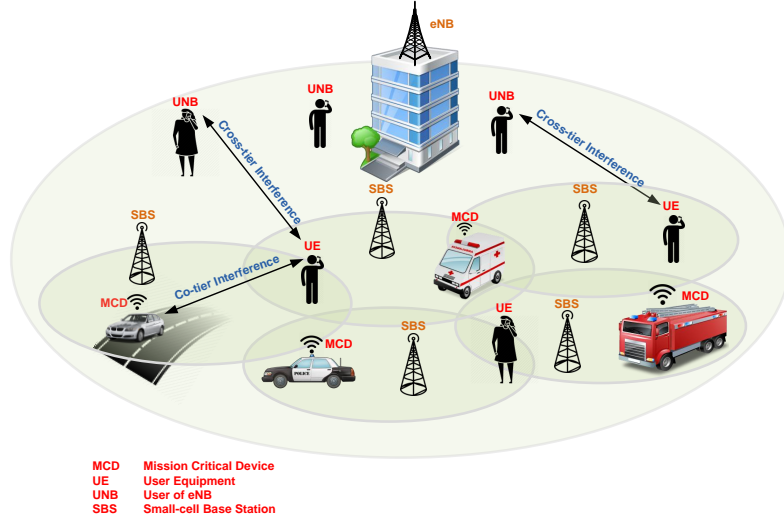 eNB
UNB
UNB
UNB
Cross-tier Interference
Cross-tier Interference
SBS
SBS
SBS
MCD
UE
UE
Co-tier Interference
MCD
MCD
UE
SBS
SBS
MCD
POLICE
MCD Mission Critical Device
UE User Equipment
UNB User of eNB
SBS Small-cell Base Station